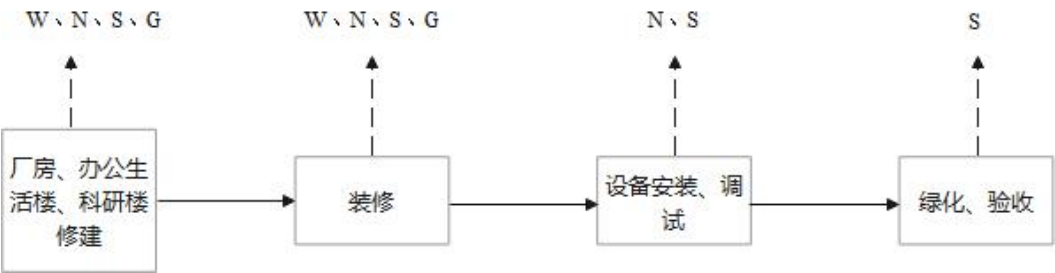 W、N、S、G
W、N、S、G
N、S
S
厂房、办公生
活楼、科研楼
修建
装修
设备安装、调
试
绿化、验收